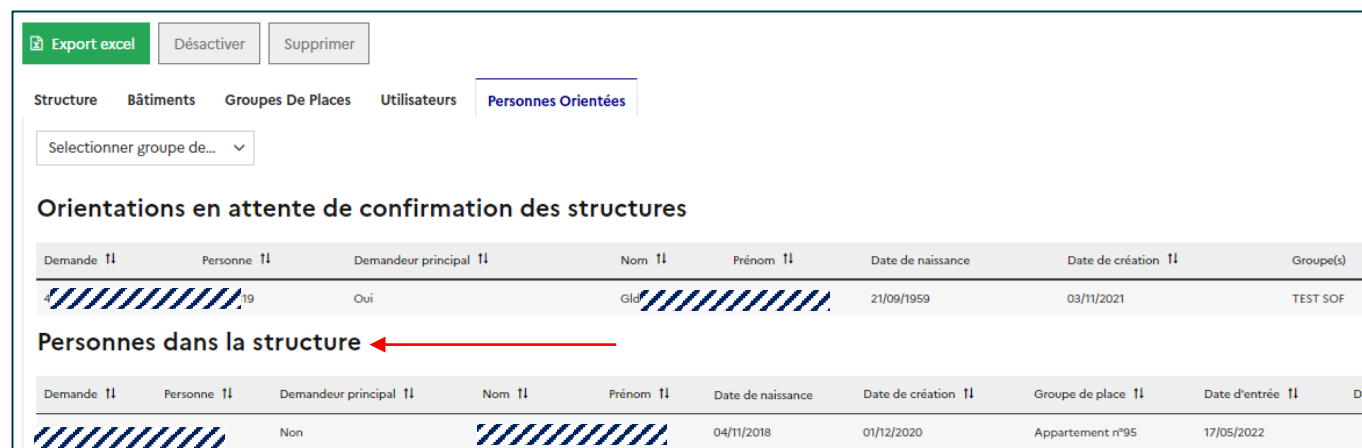 Export excel Désactiver Supprimer
Structure Bâtiments Groupes De Places Utilisateurs Personnes Orientées
Selectionner groupe de...
Orientations en attente de confirmation des structures
Demande Personne Demandeur principal Nom Prénom Date de naissance Date de création Groupe(s)
4 19 Oui Gld 21/09/1959 03/11/2021 TEST SOF
Personnes dans la structure
Demande Personne Demandeur principal Nom Prénom Date de naissance Date de création Groupe de place Date d'entrée D
Non 04/11/2018 01/12/2020 Appartement n°95 17/05/2022